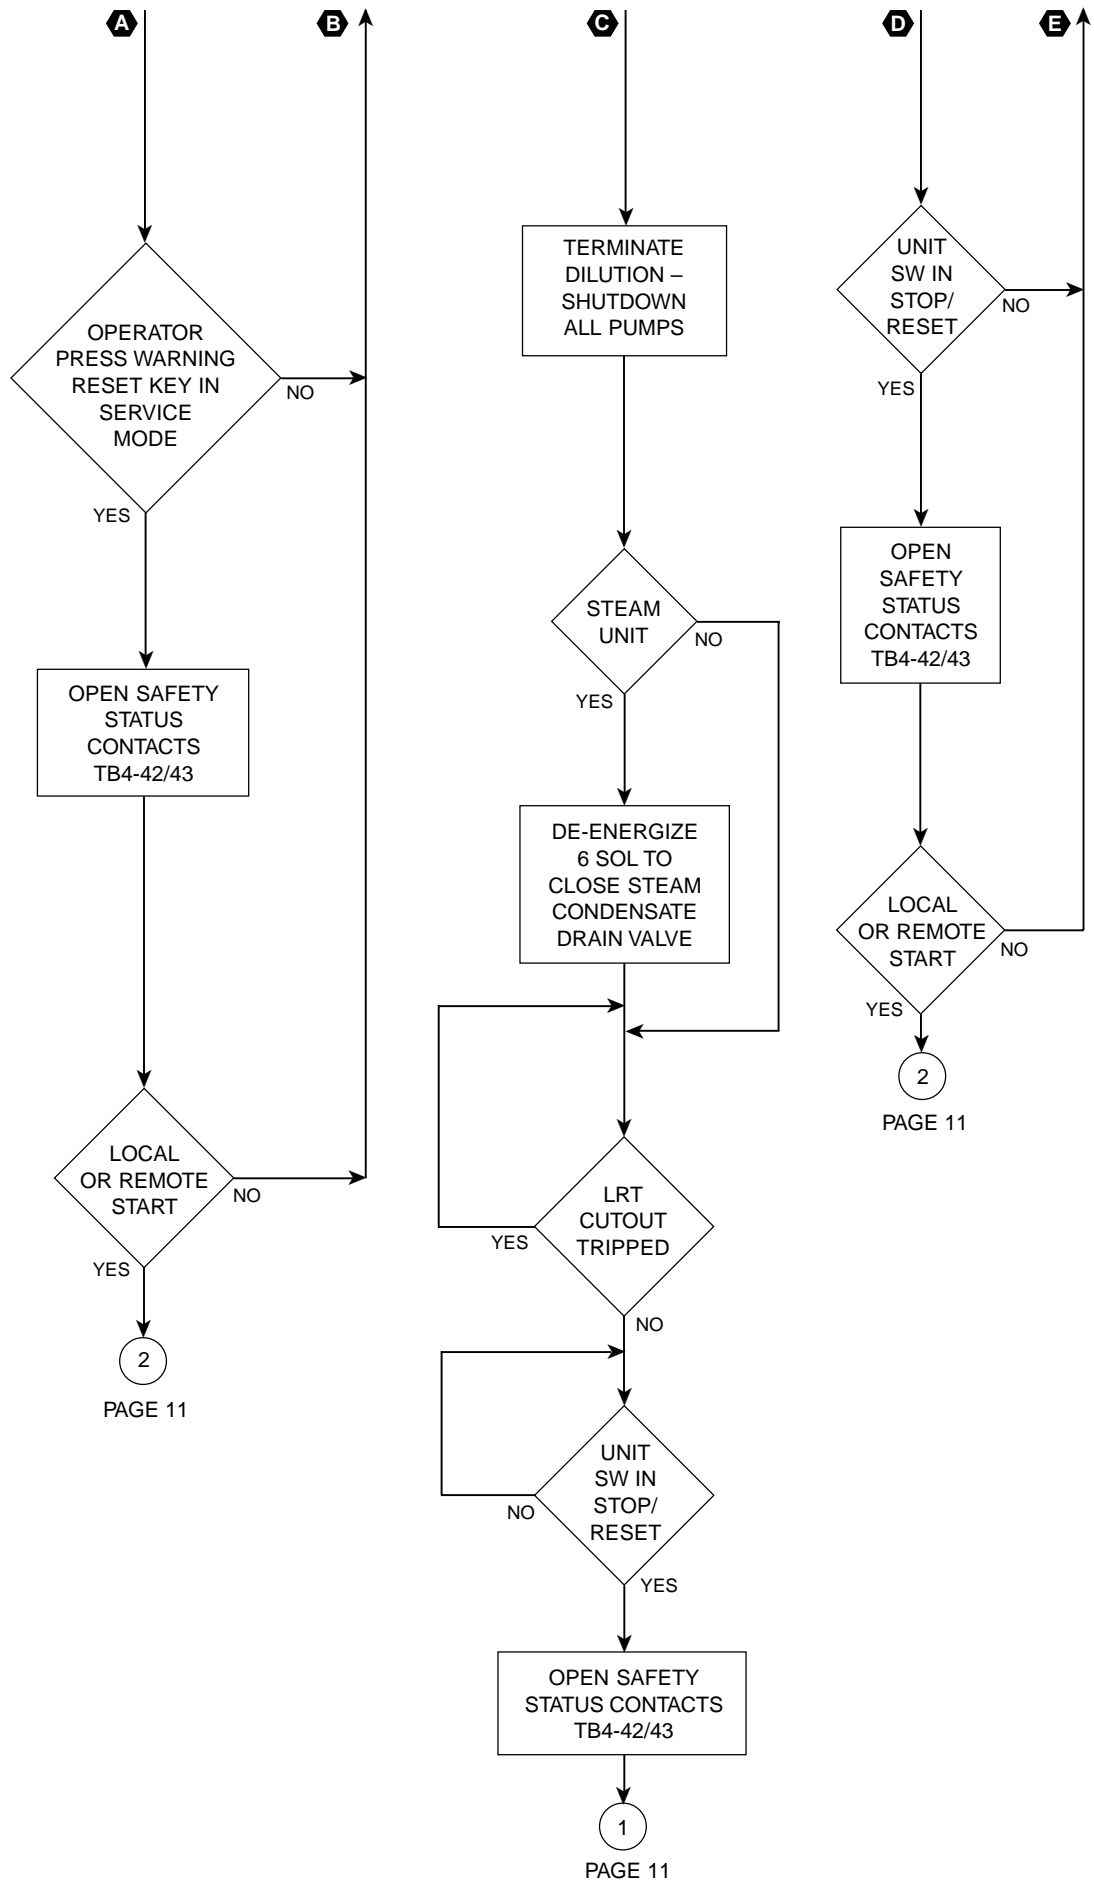 A
B
C
D
E
OPERATOR
PRESS WARNING
RESET KEY IN
SERVICE
MODE
NO
YES
OPEN SAFETY
STATUS
CONTACTS
TB4-42/43
LOCAL
OR REMOTE
START
NO
YES
2
PAGE 11
TERMINATE
DILUTION –
SHUTDOWN
ALL PUMPS
STEAM
UNIT
NO
YES
DE-ENERGIZE
6 SOL TO
CLOSE STEAM
CONDENSATE
DRAIN VALVE
LRT
CUTOUT
TRIPPED
YES
NO
UNIT
SW IN
STOP/
RESET
NO
YES
OPEN SAFETY
STATUS CONTACTS
TB4-42/43
1
PAGE 11
UNIT
SW IN
STOP/
RESET
NO
YES
OPEN
SAFETY
STATUS
CONTACTS
TB4-42/43
LOCAL
OR REMOTE
START
NO
YES
2
PAGE 11